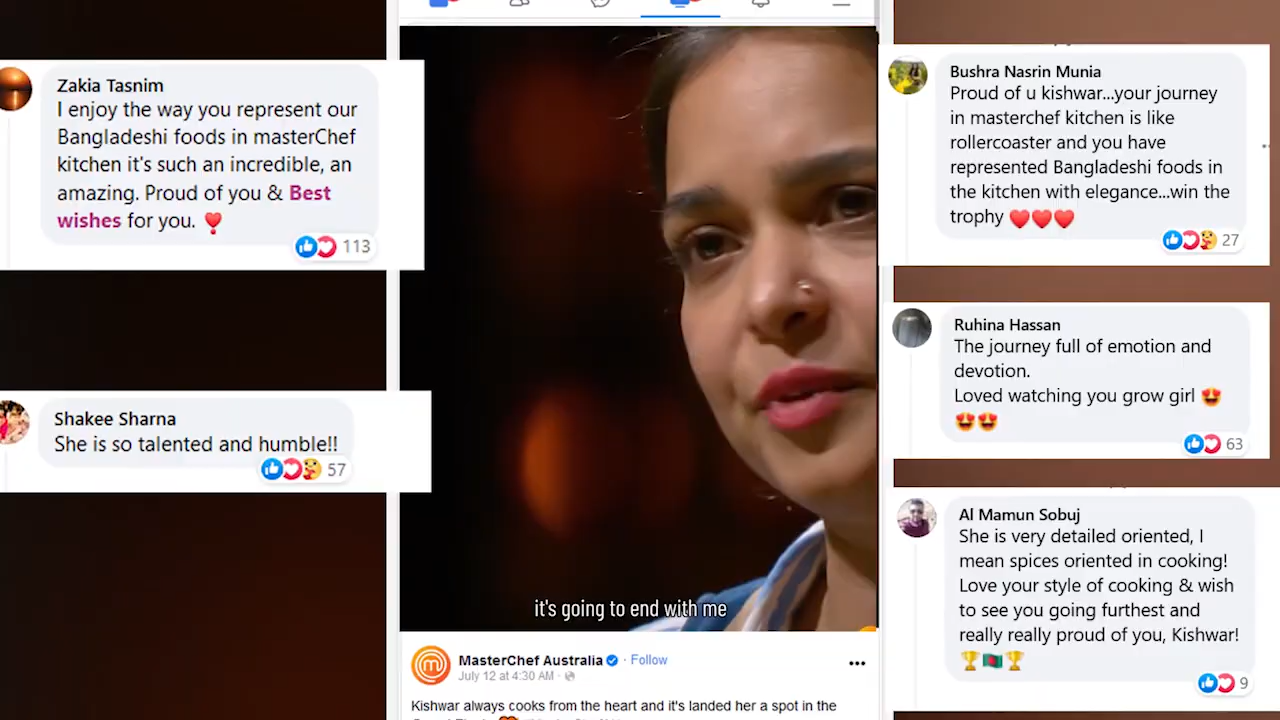 Zakia Tasnim
I enjoy the way you represent our
Bangladeshi foods in masterChef
kitchen it's such an incredible, an
amazing. Proud of you & Best
wishes for you.
113
Shakee Sharna
She is so talented and humble!!
57
it's going to end with me
MasterChef Australia · Follow
July 12 at 4:30 AM ·
Kishwar always cooks from the heart and it's landed her a spot in the
Bushra Nasrin Munia
Proud of u kishwar...your journey
in masterchef kitchen is like
rollercoaster and you have
represented Bangladeshi foods in
the kitchen with elegance...win the
trophy
27
Ruhina Hassan
The journey full of emotion and
devotion.
Loved watching you grow girl
63
Al Mamun Sobuj
She is very detailed oriented, I
mean spices oriented in cooking!
Love your style of cooking & wish
to see you going furthest and
really really proud of you, Kishwar!
9